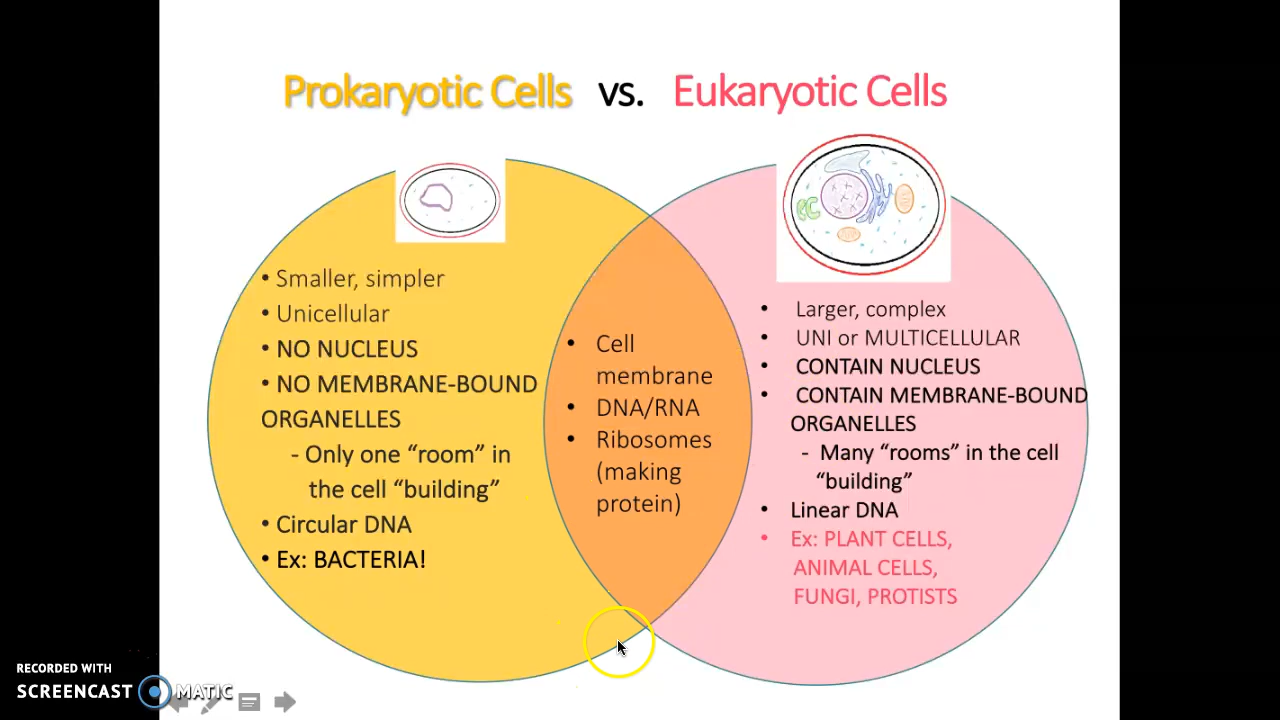 Prokaryotic Cells vs. Eukaryotic Cells
• Smaller, simpler
• Unicellular
• NO NUCLEUS
• NO MEMBRANE-BOUND
ORGANELLES
- Only one “room” in
the cell “building”
• Circular DNA
• Ex: BACTERIA!
• Cell
membrane
• DNA/RNA
• Ribosomes
(making
protein)
• Larger, complex
• UNI or MULTICELLULAR
• CONTAIN NUCLEUS
• CONTAIN MEMBRANE-BOUND
ORGANELLES
- Many “rooms” in the cell
“building”
• Linear DNA
• Ex: PLANT CELLS,
ANIMAL CELLS,
FUNGI, PROTISTS
RECORDED WITH
SCREENCAST MATIC